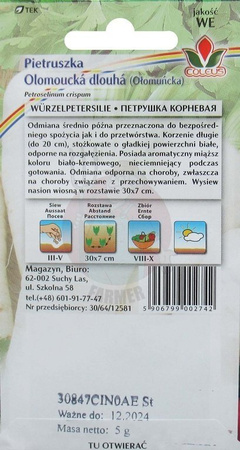 TEK
jakość
WE
COLEUS
Pietruszka
Ołomoucká dlouhá (Ołomuńcka)
Petroselinum crispum
WURZELPETERSILIE • ПЕТРУШКА КОРНЕВАЯ
Odmiana średnio późna przeznaczona do bezpośred-
niego spożycia jak i do przetwórstwa. Korzenie długie
(do 20 cm), stożkowate o gładkiej powierzchni białe,
odporne na rozgałęzienia. Posiada aromatyczny miąższ
koloru biało-kremowego, nieciemniejący podczas
gotowania. Odmiana odporna na choroby, zwłaszcza
na choroby związane z przechowywaniem. Wysiew
nasion wiosną w rozstawie 30x7 cm.
Siew Rozstawa Zbiór
Aussaat Abstand Ernte
Посев Расстояние Сбор
III-V 30x7 cm VIII-X
Magazyn, Biuro:
62-002 Suchy Las,
ul. Szkolna 58
tel.(+48) 601-91-77-47
Nr przedsiębiorcy: 30/64/12581
5 906799 002742
30847CIN0AE St
Ważne do: 12.2024
Masa netto: 5 g
TU OTWIERAĆ